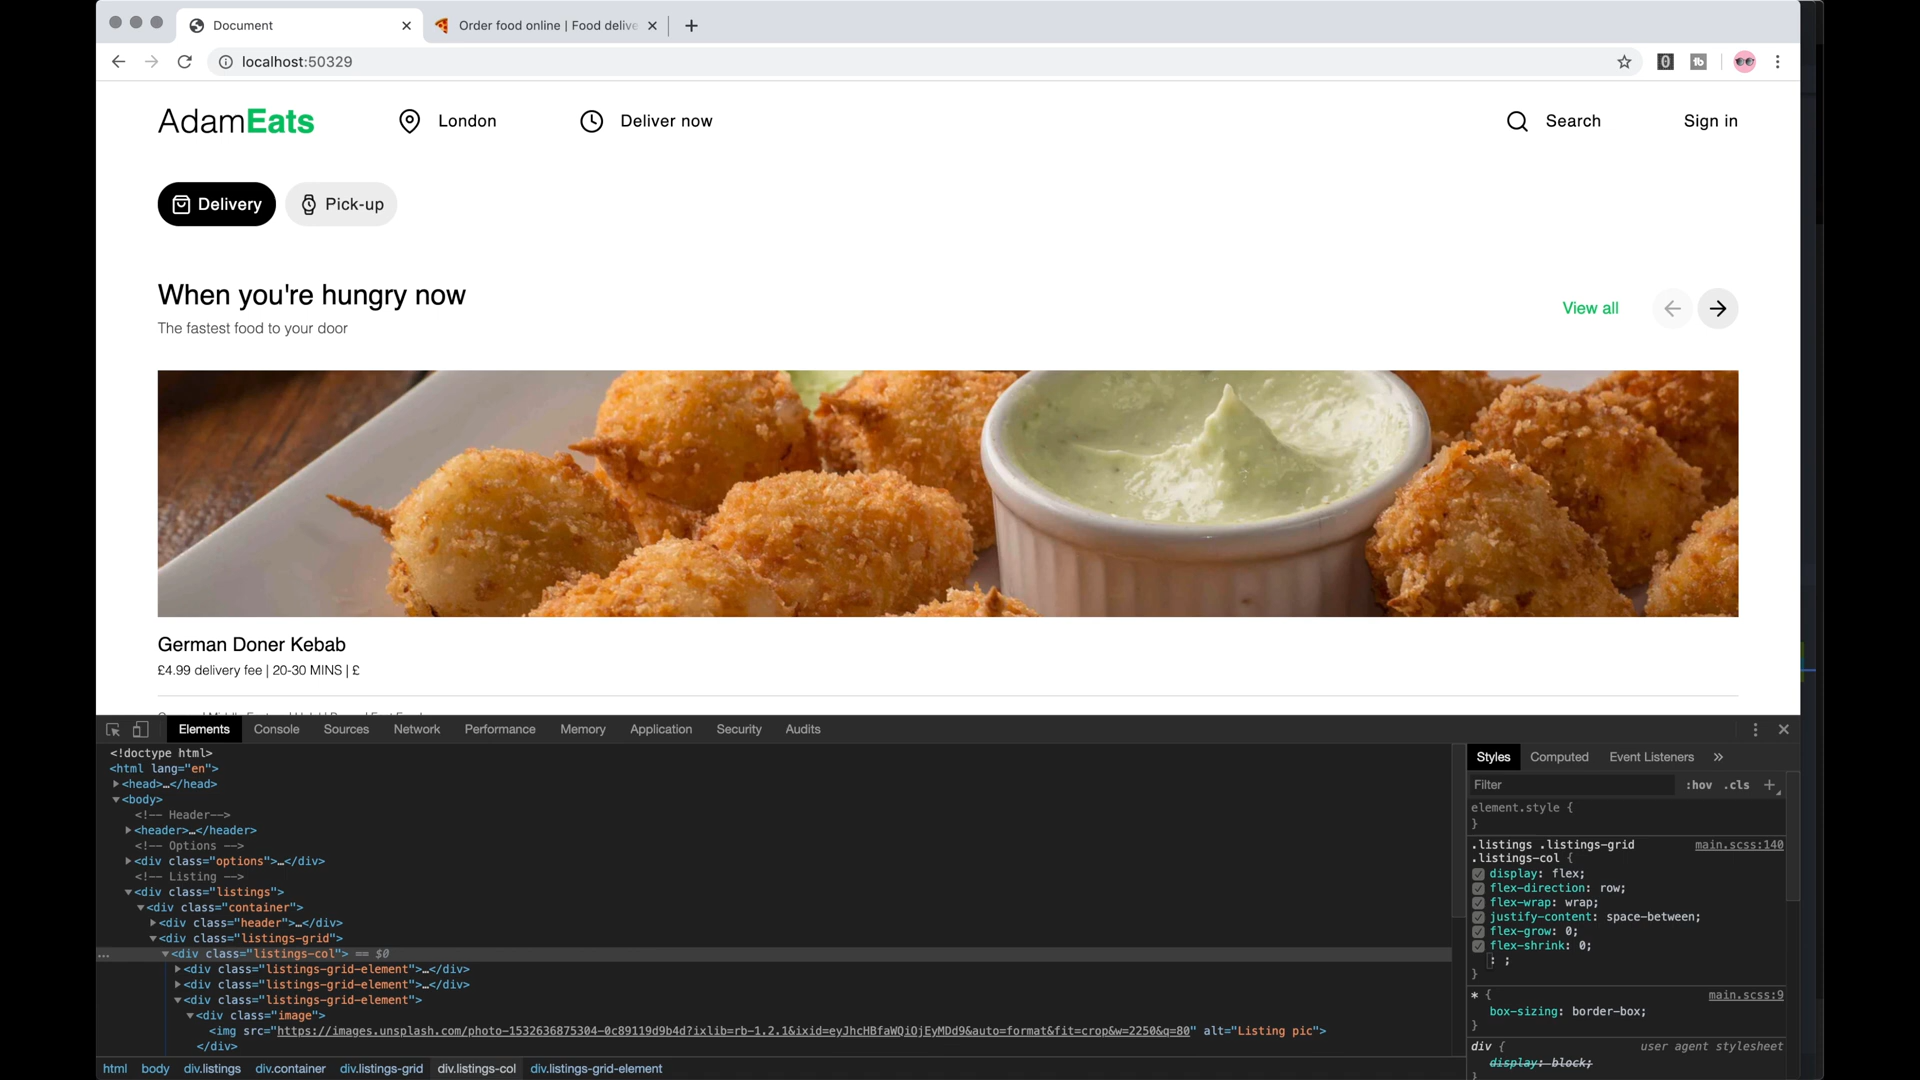 Document
Order food online | Food delive
localhost:50329
AdamEats
London
Deliver now
Search
Sign in
Delivery
Pick-up
When you're hungry now
The fastest food to your door
View all
German Doner Kebab
£4.99 delivery fee | 20-30 MINS | £
Elements Console Sources Network Performance Memory Application Security Audits
<!doctype html>
<html lang="en">
<head>…</head>
<body>
<!-- Header-->
<header>…</header>
<!-- Options -->
<div class="options">…</div>
<!-- Listing -->
<div class="listings">
<div class="container">
<div class="header">…</div>
<div class="listings-grid">
… <div class="listings-col"> == $0
<div class="listings-grid-element">…</div>
<div class="listings-grid-element">…</div>
<div class="listings-grid-element">
<div class="image">
<img src="https://images.unsplash.com/photo-1532636875304-0c89119d9b4d?ixlib=rb-1.2.1&ixid=eyJhcHBfaWQiOjEyMDd9&auto=format&fit=crop&w=2250&q=80" alt="Listing pic">
</div>
html body div.listings div.container div.listings-grid div.listings-col div.listings-grid-element
Styles Computed Event Listeners »
Filter :hov .cls +
element.style {
}
.listings .listings-grid main.scss:140
.listings-col {
display: flex;
flex-direction: row;
flex-wrap: wrap;
justify-content: space-between;
flex-grow: 0;
flex-shrink: 0;
: ;
}
* { main.scss:9
box-sizing: border-box;
}
div { user agent stylesheet
display: block;
}